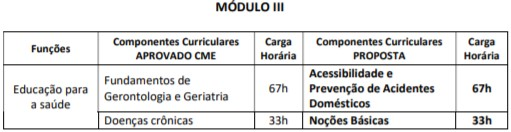 MÓDULO III
Funções
Componentes Curriculares
APROVADO CME
Carga
Horária
Componentes Curriculares
PROPOSTA
Carga
Horária
Educação para
a saúde
Fundamentos de
Gerontologia e Geriatria
67h
Acessibilidade e
Prevenção de Acidentes
Domésticos
67h
Doenças crônicas
33h
Noções Básicas
33h